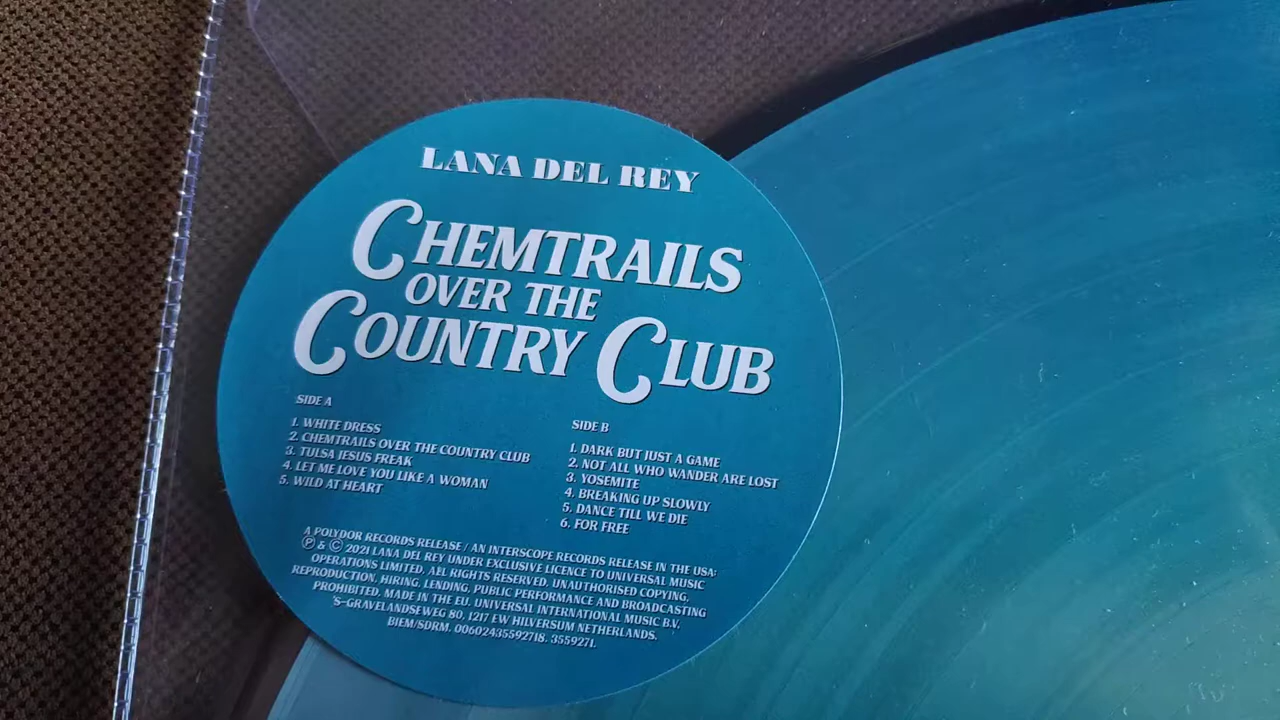 LANA DEL REY
CHEMTRAILS
OVER THE
COUNTRY CLUB
SIDE A
1. WHITE DRESS
2. CHEMTRAILS OVER THE COUNTRY CLUB
3. TULSA JESUS FREAK
4. LET ME LOVE YOU LIKE A WOMAN
5. WILD AT HEART
SIDE B
1. DARK BUT JUST A GAME
2. NOT ALL WHO WANDER ARE LOST
3. YOSEMITE
4. BREAKING UP SLOWLY
5. DANCE TILL WE DIE
6. FOR FREE
A POLYDOR RECORDS RELEASE / AN INTERSCOPE RECORDS RELEASE IN THE USA:
Ⓟ & © 2021 LANA DEL REY UNDER EXCLUSIVE LICENCE TO UNIVERSAL MUSIC
OPERATIONS LIMITED. ALL RIGHTS RESERVED. UNAUTHORISED COPYING,
REPRODUCTION, HIRING, LENDING, PUBLIC PERFORMANCE AND BROADCASTING
PROHIBITED. MADE IN THE EU. UNIVERSAL INTERNATIONAL MUSIC B.V.
'S-GRAVELANDSEWEG 80, 1217 EW HILVERSUM NETHERLANDS.
BIEM/SDRM. 00602435592718. 3559271.